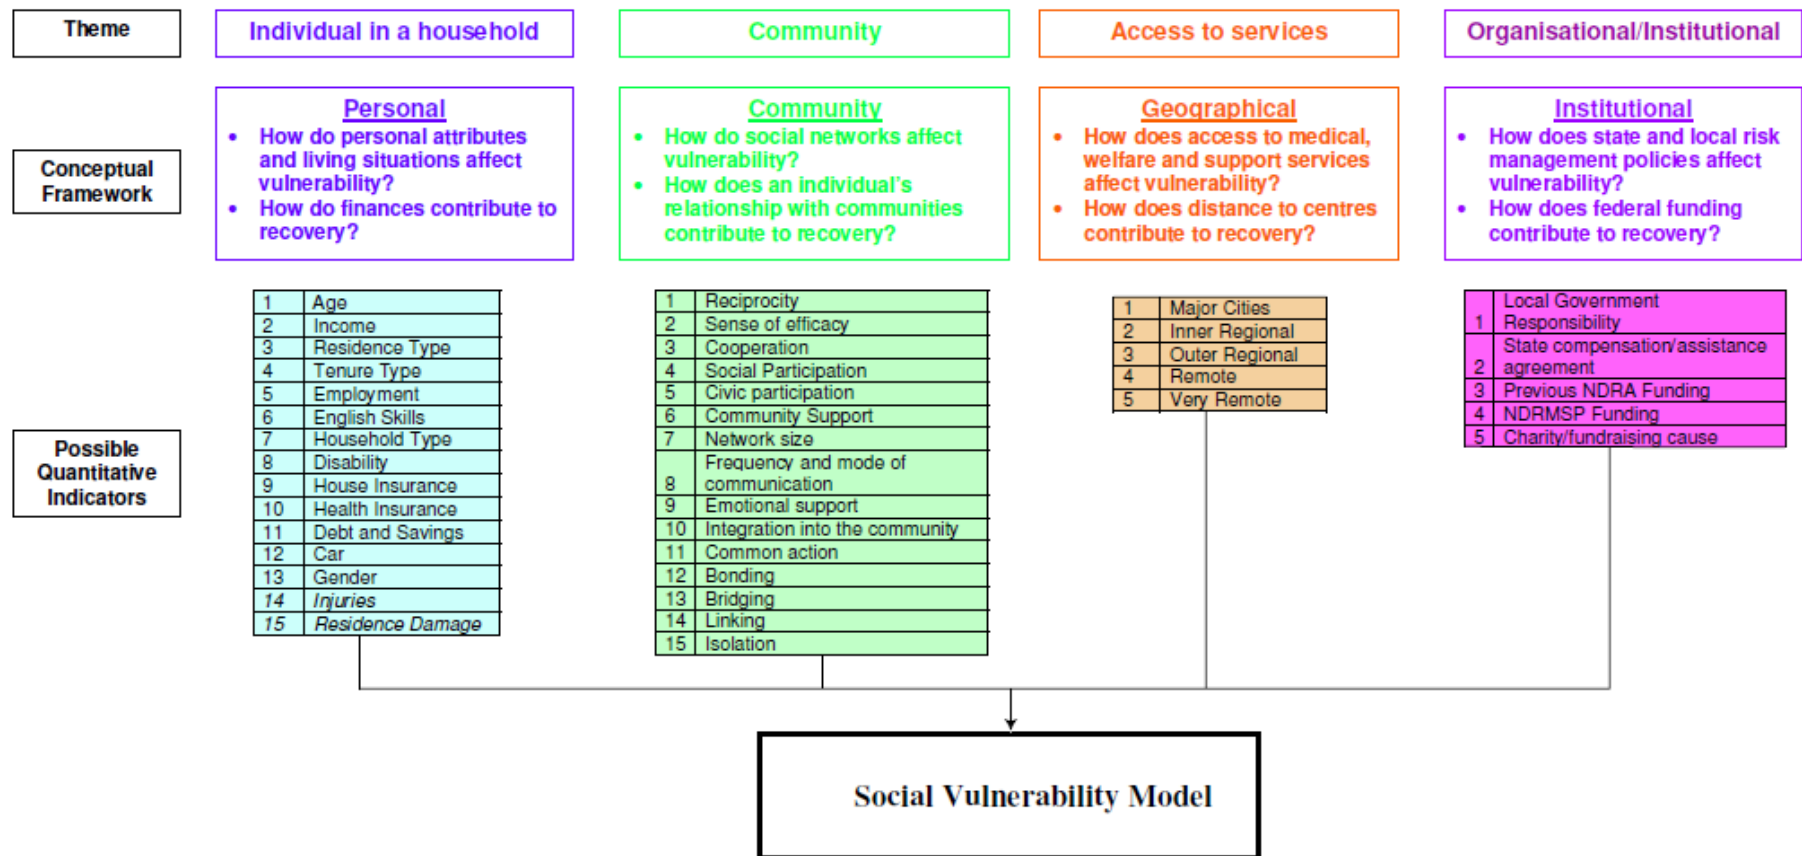 Theme
Individual in a household
Community
Access to services
Organisational/Institutional
Conceptual
Framework
Personal
• How do personal attributes
and living situations affect
vulnerability?
• How do finances contribute to
recovery?
Community
• How do social networks affect
vulnerability?
• How does an individual's
relationship with communities
contribute to recovery?
Geographical
• How does access to medical,
welfare and support services
affect vulnerability?
• How does distance to centres
contribute to recovery?
Institutional
• How does state and local risk
management policies affect
vulnerability?
• How does federal funding
contribute to recovery?
Possible
Quantitative
Indicators
1 Age
2 Income
3 Residence Type
4 Tenure Type
5 Employment
6 English Skills
7 Household Type
8 Disability
9 House Insurance
10 Health Insurance
11 Debt and Savings
12 Car
13 Gender
14 Injuries
15 Residence Damage
1 Reciprocity
2 Sense of efficacy
3 Cooperation
4 Social Participation
5 Civic participation
6 Community Support
7 Network size
Frequency and mode of
8 communication
9 Emotional support
10 Integration into the community
11 Common action
12 Bonding
13 Bridging
14 Linking
15 Isolation
1 Major Cities
2 Inner Regional
3 Outer Regional
4 Remote
5 Very Remote
Local Government
1 Responsibility
State compensation/assistance
2 agreement
3 Previous NDRA Funding
4 NDRMSP Funding
5 Charity/fundraising cause
Social Vulnerability Model